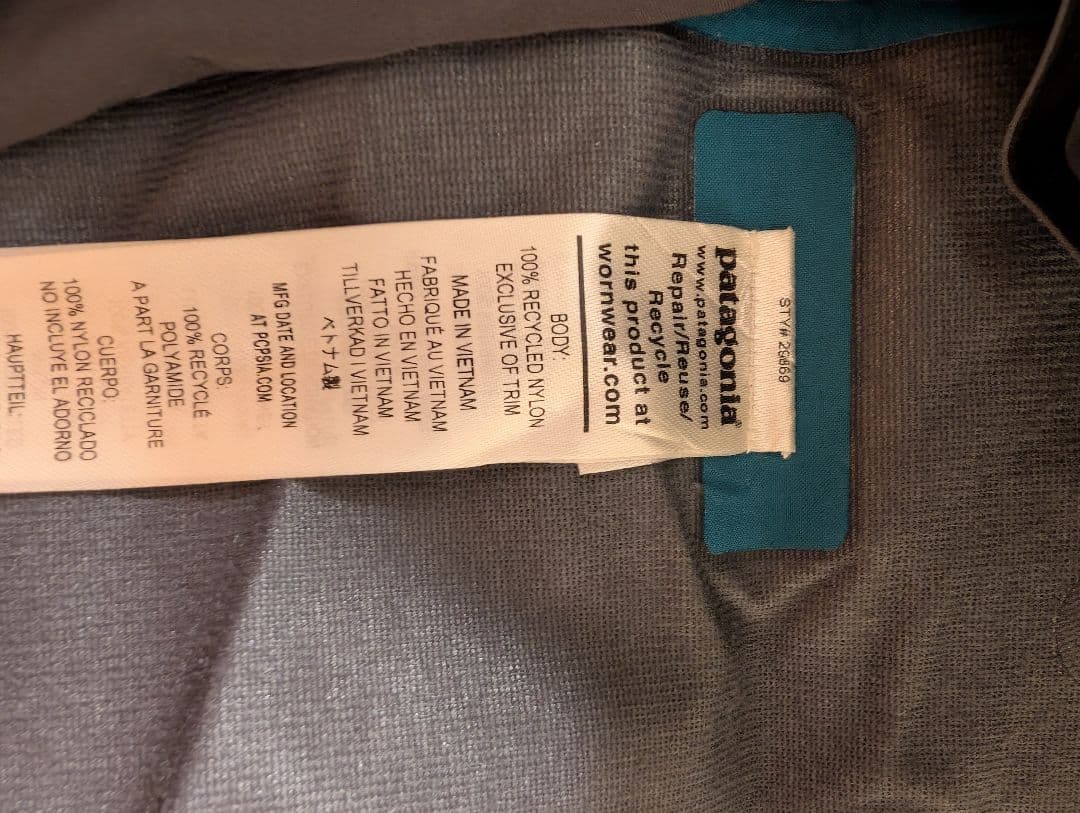 patagonia®
www.patagonia.com
Repair/Reuse/
Recycle
this product at
wornwear.com
BODY:
100% RECYCLED NYLON
EXCLUSIVE OF TRIM
MADE IN VIETNAM
FABRIQUÉ AU VIETNAM
HECHO EN VIETNAM
FATTO IN VIETNAM
TILLVERKAD I VIETNAM
ベトナム製
MFG DATE AND LOCATION
AT PCPSIA.COM
CORPS:
100% RECYCLÉ
POLYAMIDE
A PART LA GARNITURE
CUERPO:
100% NYLON RECICLADO
NO INCLUYE EL ADORNO
HAUPTTEIL: